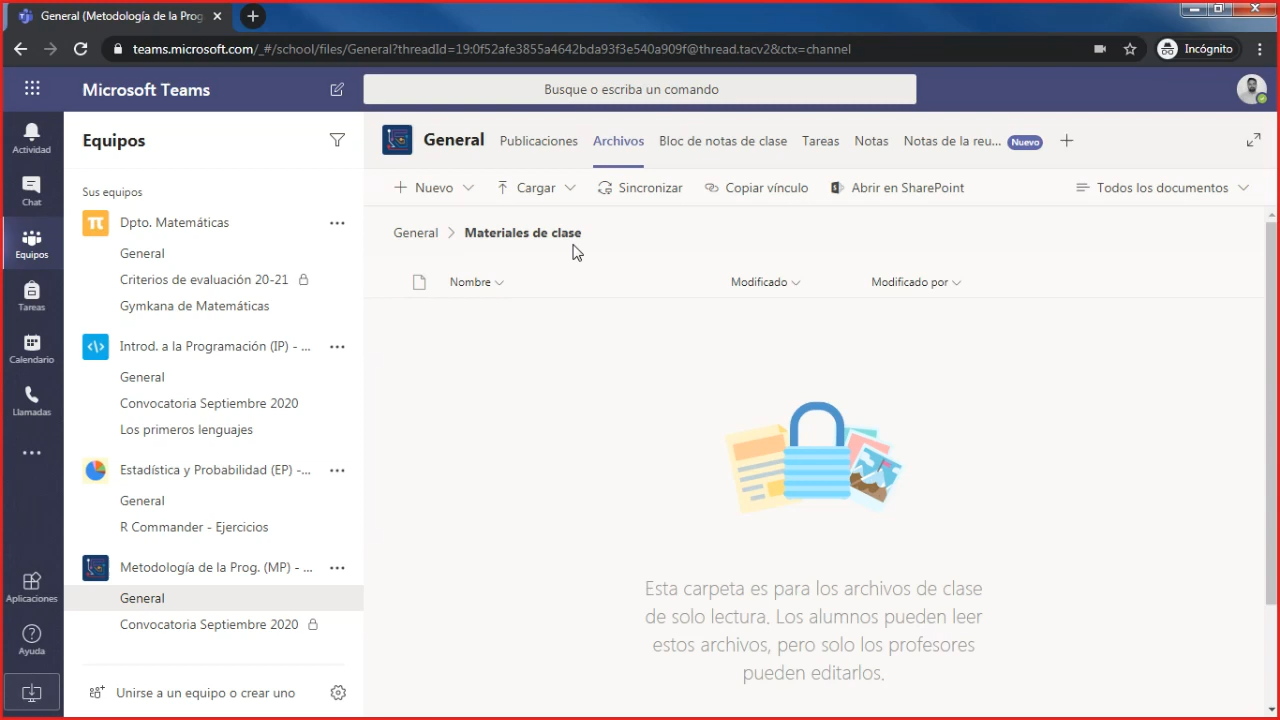 General (Metodología de la Prog
teams.microsoft.com/_#/school/files/General?threadId=19:0f52afe3855a4642bda93f3e540a909f@thread.tacv2&ctx=channel
Incógnito
Microsoft Teams
Busque o escriba un comando
Actividad
Chat
Equipos
Tareas
Calendario
Llamadas
Aplicaciones
Ayuda
Equipos
Sus equipos
Dpto. Matemáticas
General
Criterios de evaluación 20-21
Gymkana de Matemáticas
Introd. a la Programación (IP) - ...
General
Convocatoria Septiembre 2020
Los primeros lenguajes
Estadística y Probabilidad (EP) -...
General
R Commander - Ejercicios
Metodología de la Prog. (MP) - ...
General
Convocatoria Septiembre 2020
Unirse a un equipo o crear uno
General Publicaciones Archivos Bloc de notas de clase Tareas Notas Notas de la reu... Nuevo
Nuevo Cargar Sincronizar Copiar vínculo Abrir en SharePoint Todos los documentos
General > Materiales de clase
Nombre Modificado Modificado por
Esta carpeta es para los archivos de clase
de solo lectura. Los alumnos pueden leer
estos archivos, pero solo los profesores
pueden editarlos.